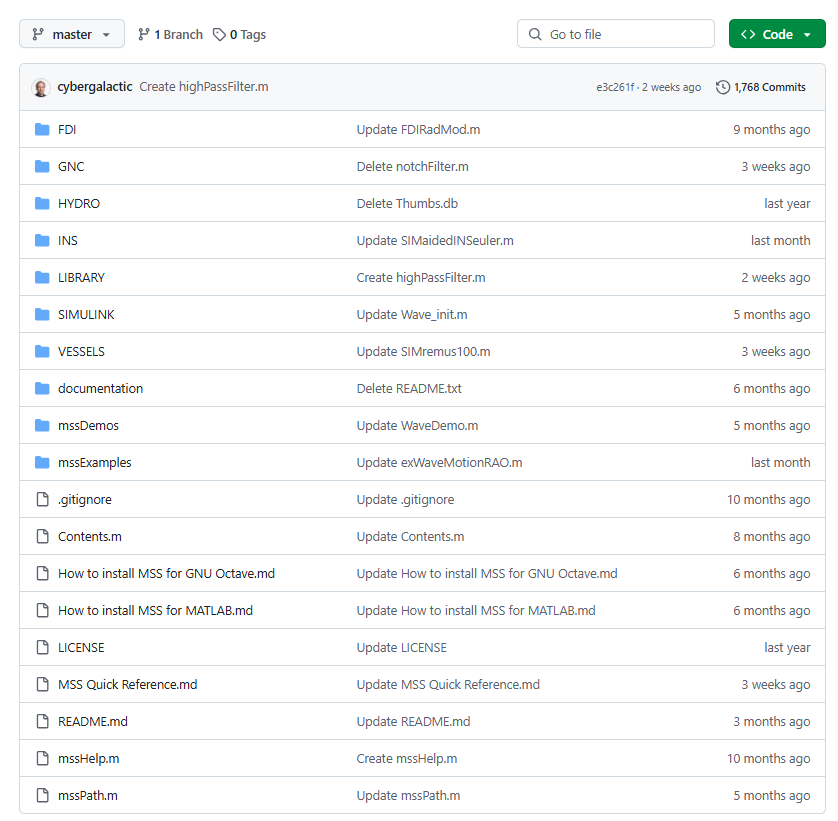 master 1 Branch 0 Tags Go to file Code
cybergalactic Create highPassFilter.m e3c261f · 2 weeks ago 1,768 Commits
FDI Update FDIRadMod.m 9 months ago
GNC Delete notchFilter.m 3 weeks ago
HYDRO Delete Thumbs.db last year
INS Update SIMaidedINSeuler.m last month
LIBRARY Create highPassFilter.m 2 weeks ago
SIMULINK Update Wave_init.m 5 months ago
VESSELS Update SIMremus100.m 3 weeks ago
documentation Delete README.txt 6 months ago
mssDemos Update WaveDemo.m 5 months ago
mssExamples Update exWaveMotionRAO.m last month
.gitignore Update .gitignore 10 months ago
Contents.m Update Contents.m 8 months ago
How to install MSS for GNU Octave.md Update How to install MSS for GNU Octave.md 6 months ago
How to install MSS for MATLAB.md Update How to install MSS for MATLAB.md 6 months ago
LICENSE Update LICENSE last year
MSS Quick Reference.md Update MSS Quick Reference.md 3 weeks ago
README.md Update README.md 3 months ago
mssHelp.m Create mssHelp.m 10 months ago
mssPath.m Update mssPath.m 5 months ago